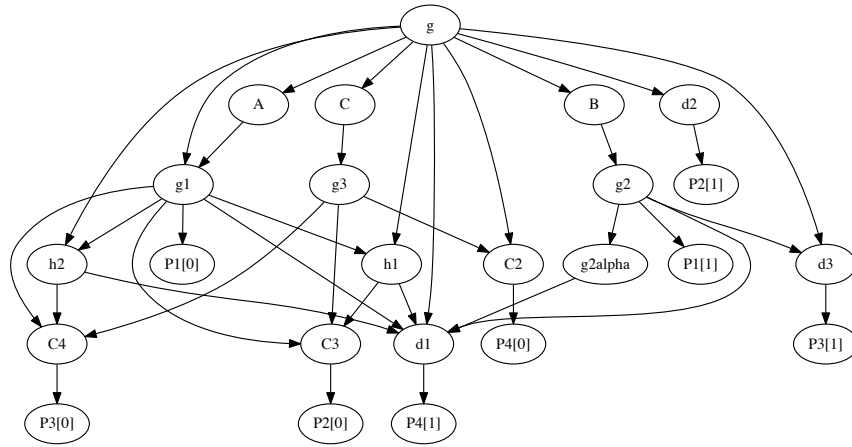 g
A
C
B
d2
g1
g3
g2
P2[1]
h2
P1[0]
h1
C2
g2alpha
P1[1]
d3
C4
C3
d1
P4[0]
P3[1]
P3[0]
P2[0]
P4[1]